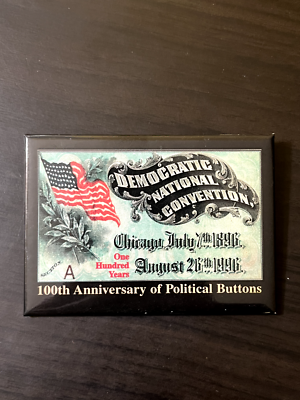 DEMOCRATIC
NATIONAL
CONVENTION.
Chicago, July 7th 1896.
One
Hundred
Years
August 26th 1996.
A
100th Anniversary of Political Buttons